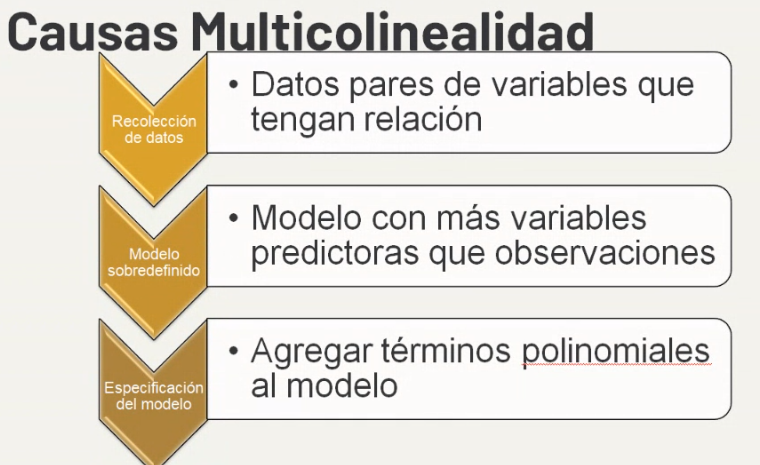 Causas Multicolinealidad
Recolección
de datos
• Datos pares de variables que
tengan relación
Modelo
sobredefinido
• Modelo con más variables
predictoras que observaciones
Especificación
del modelo
• Agregar términos polinomiales
al modelo